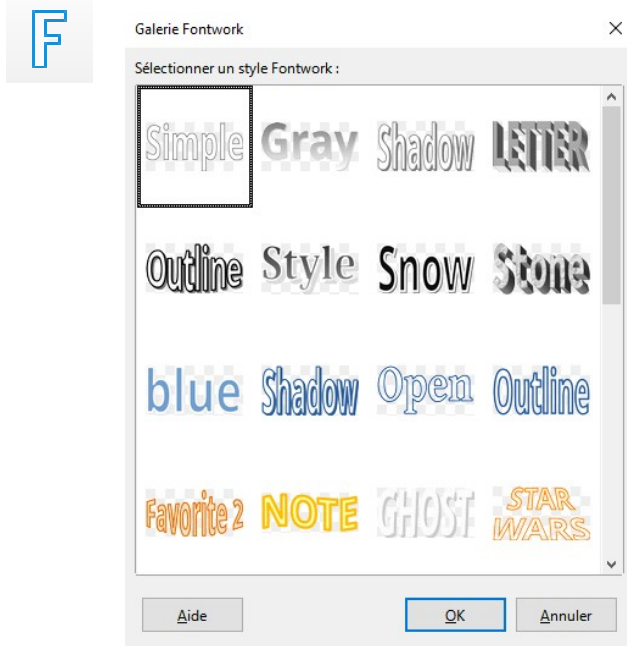 F
Galerie Fontwork
Sélectionner un style Fontwork :
Simple Gray Shadow LETTER
Outline Style Snow Stone
blue Shadow Open Outline
Favorite 2 NOTE GHOST STAR WARS
Aide OK Annuler